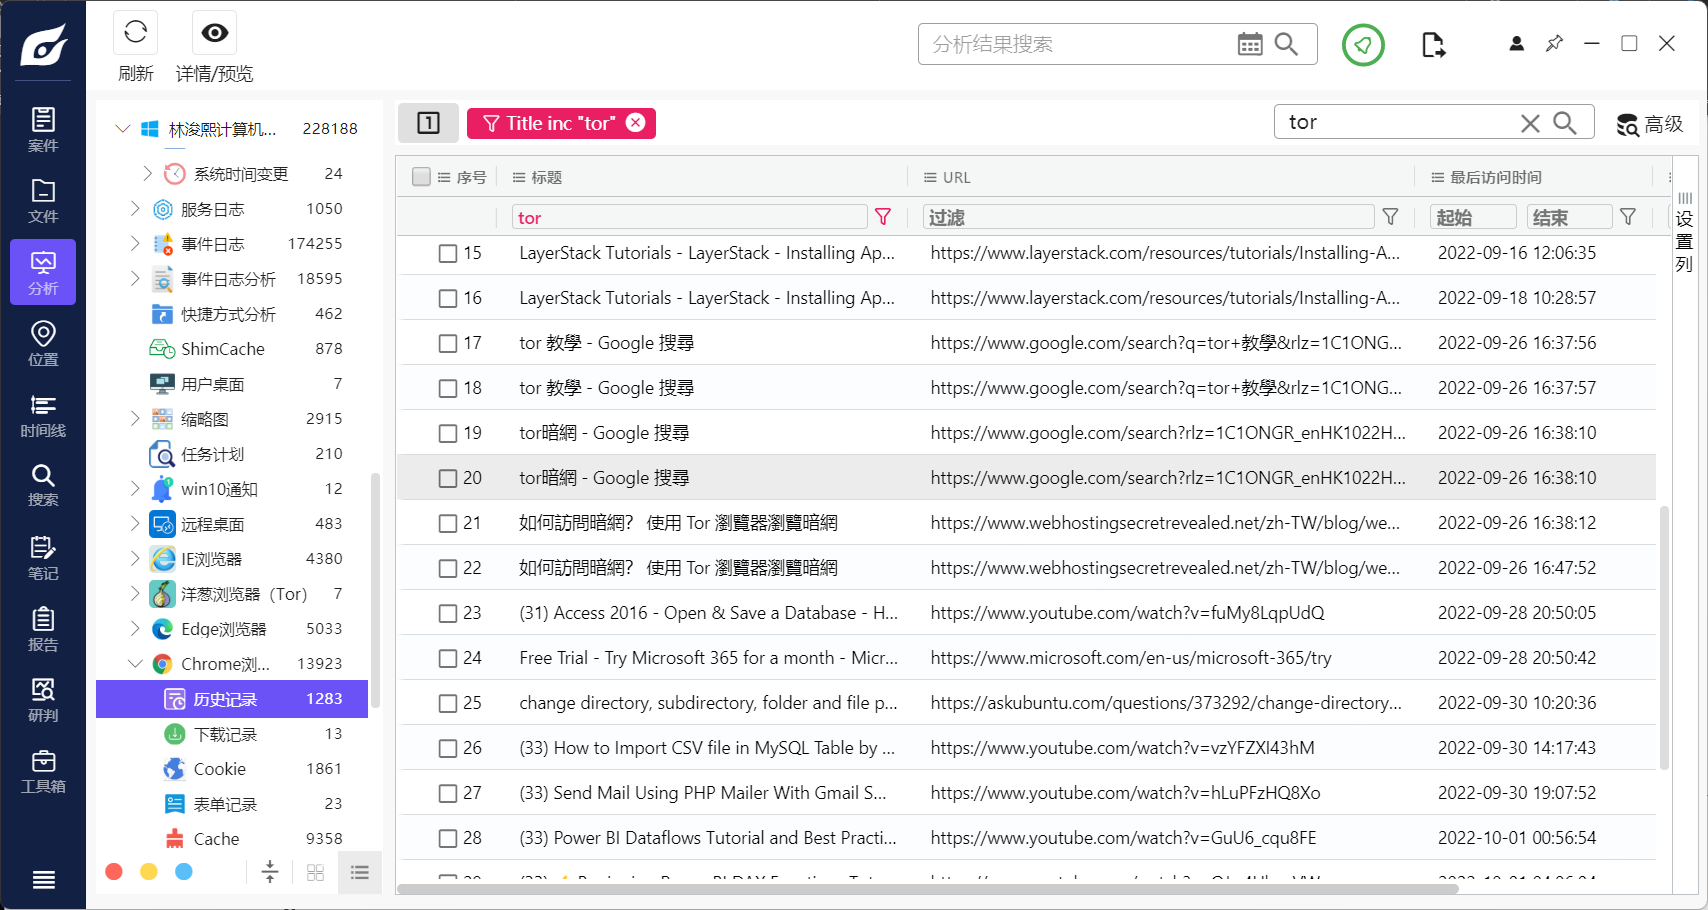 刷新
详情/预览
分析结果搜索
案件
文件
分析
位置
时间线
搜索
笔记
报告
研判
工具箱
林浚熙计算机... 228188
系统时间变更 24
服务日志 1050
事件日志 174255
事件日志分析 18595
快捷方式分析 462
ShimCache 878
用户桌面 7
缩略图 2915
任务计划 210
win10通知 12
远程桌面 483
IE浏览器 4380
洋葱浏览器（Tor） 7
Edge浏览器 5033
Chrome浏... 13923
历史记录 1283
下载记录 13
Cookie 1861
表单记录 23
Cache 9358
1 Title inc "tor"
tor
高级
序号 标题 URL 最后访问时间
tor 过滤 起始 结束
设置列
15 LayerStack Tutorials - LayerStack - Installing Ap... https://www.layerstack.com/resources/tutorials/Installing-A... 2022-09-16 12:06:35
16 LayerStack Tutorials - LayerStack - Installing Ap... https://www.layerstack.com/resources/tutorials/Installing-A... 2022-09-18 10:28:57
17 tor 教學 - Google 搜尋 https://www.google.com/search?q=tor+教學&rlz=1C1ONG... 2022-09-26 16:37:56
18 tor 教學 - Google 搜尋 https://www.google.com/search?q=tor+教學&rlz=1C1ONG... 2022-09-26 16:37:57
19 tor暗網 - Google 搜尋 https://www.google.com/search?rlz=1C1ONGR_enHK1022H... 2022-09-26 16:38:10
20 tor暗網 - Google 搜尋 https://www.google.com/search?rlz=1C1ONGR_enHK1022H... 2022-09-26 16:38:10
21 如何訪問暗網？ 使用 Tor 瀏覽器瀏覽暗網 https://www.webhostingsecretrevealed.net/zh-TW/blog/we... 2022-09-26 16:38:12
22 如何訪問暗網？ 使用 Tor 瀏覽器瀏覽暗網 https://www.webhostingsecretrevealed.net/zh-TW/blog/we... 2022-09-26 16:47:52
23 (31) Access 2016 - Open & Save a Database - H... https://www.youtube.com/watch?v=fuMy8LqpUdQ 2022-09-28 20:50:05
24 Free Trial - Try Microsoft 365 for a month - Micr... https://www.microsoft.com/en-us/microsoft-365/try 2022-09-28 20:50:42
25 change directory, subdirectory, folder and file p... https://askubuntu.com/questions/373292/change-directory... 2022-09-30 10:20:36
26 (33) How to Import CSV file in MySQL Table by ... https://www.youtube.com/watch?v=vzYFZXI43hM 2022-09-30 14:17:43
27 (33) Send Mail Using PHP Mailer With Gmail S... https://www.youtube.com/watch?v=hLuPFzHQ8Xo 2022-09-30 19:07:52
28 (33) Power BI Dataflows Tutorial and Best Practi... https://www.youtube.com/watch?v=GuU6_cqu8FE 2022-10-01 00:56:54